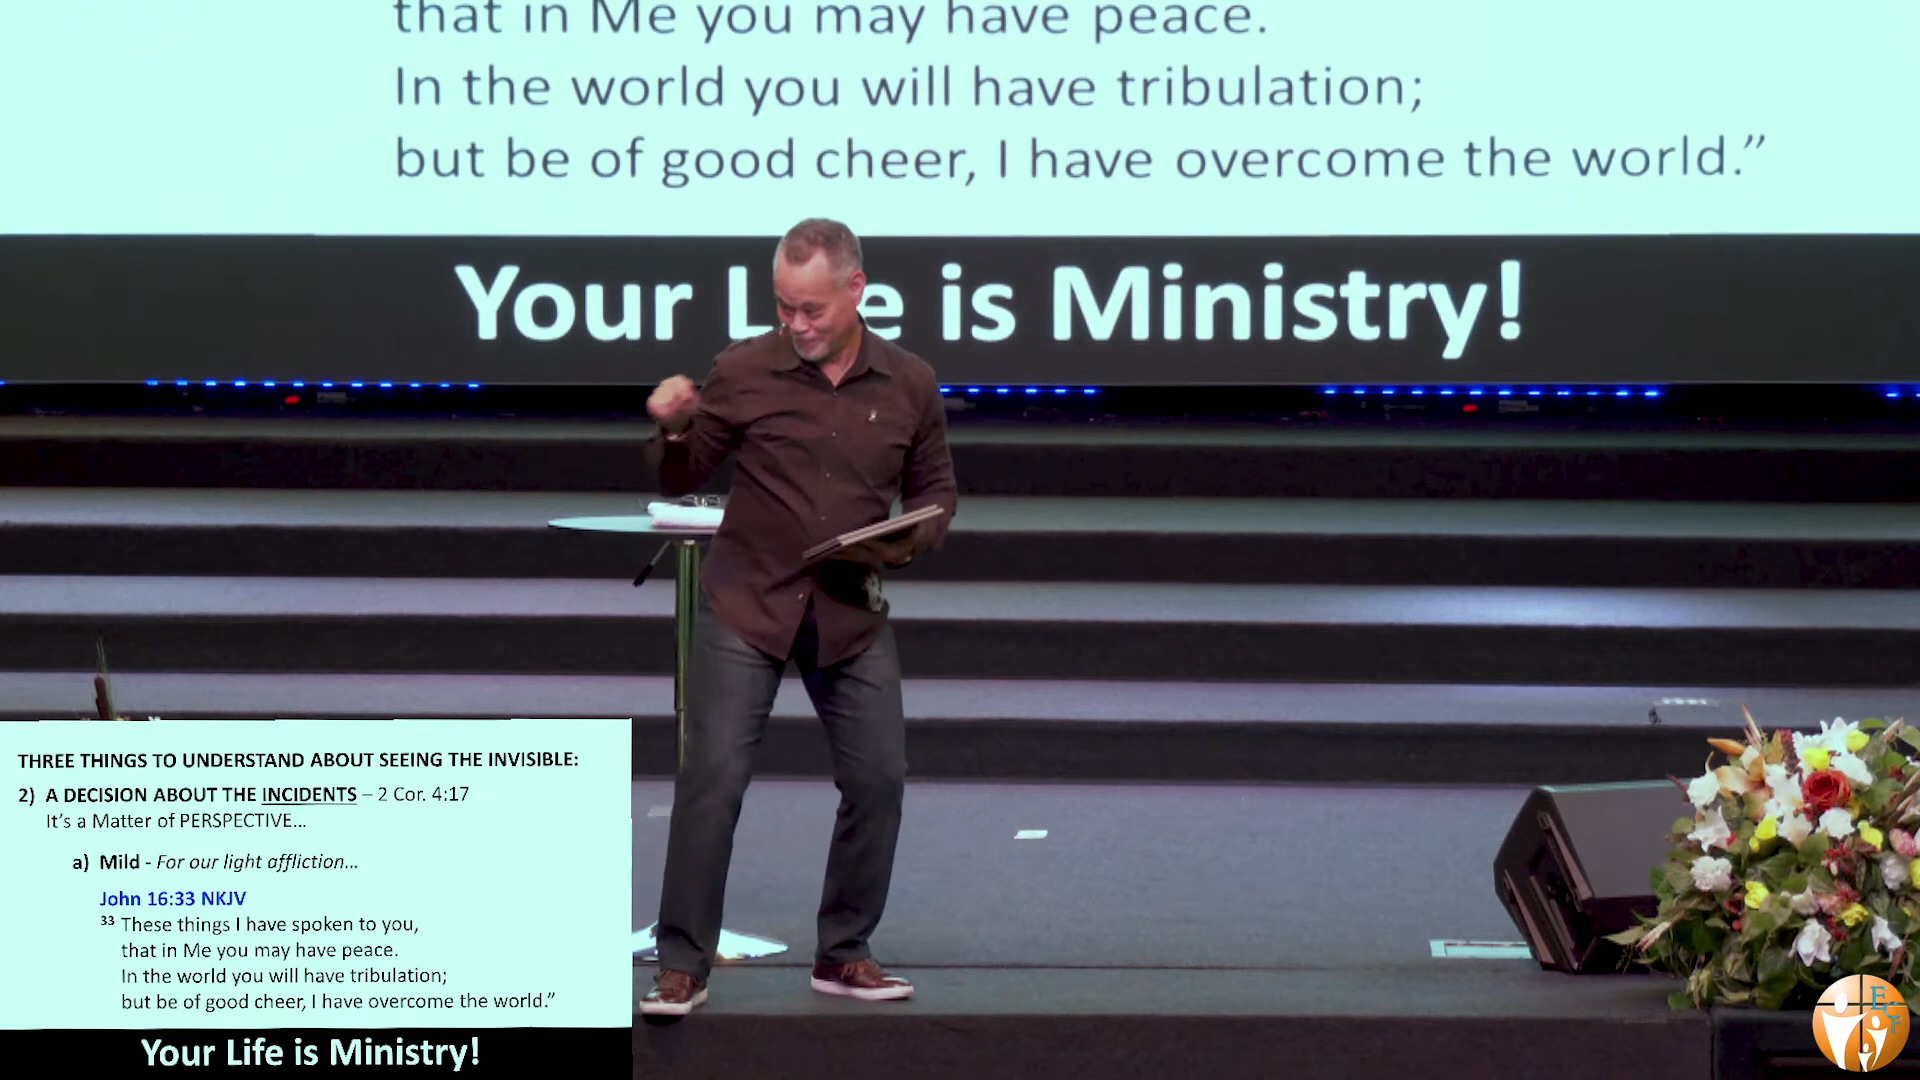 that in Me you may have peace.
In the world you will have tribulation;
but be of good cheer, I have overcome the world.”
Your L e is Ministry!
THREE THINGS TO UNDERSTAND ABOUT SEEING THE INVISIBLE:
2) A DECISION ABOUT THE INCIDENTS – 2 Cor. 4:17
It’s a Matter of PERSPECTIVE...
a) Mild - For our light affliction...
John 16:33 NKJV
33 These things I have spoken to you,
that in Me you may have peace.
In the world you will have tribulation;
but be of good cheer, I have overcome the world.”
Your Life is Ministry!